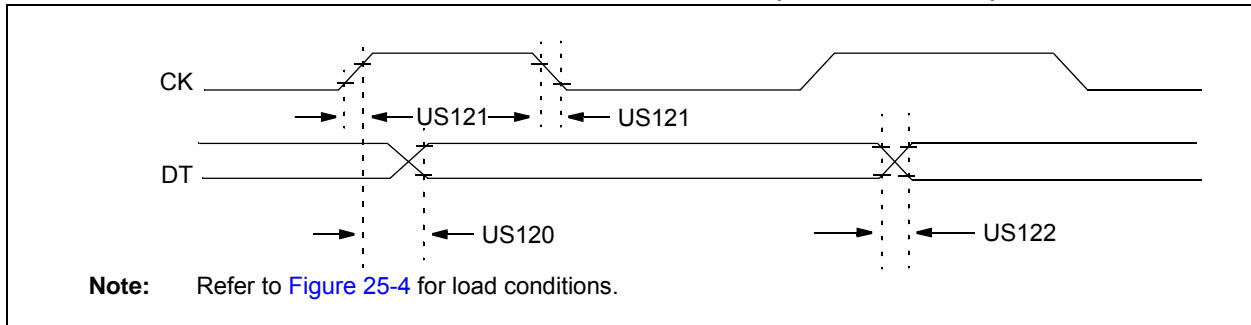 CK
US121 US121
DT
US120 US122
Note: Refer to Figure 25-4 for load conditions.